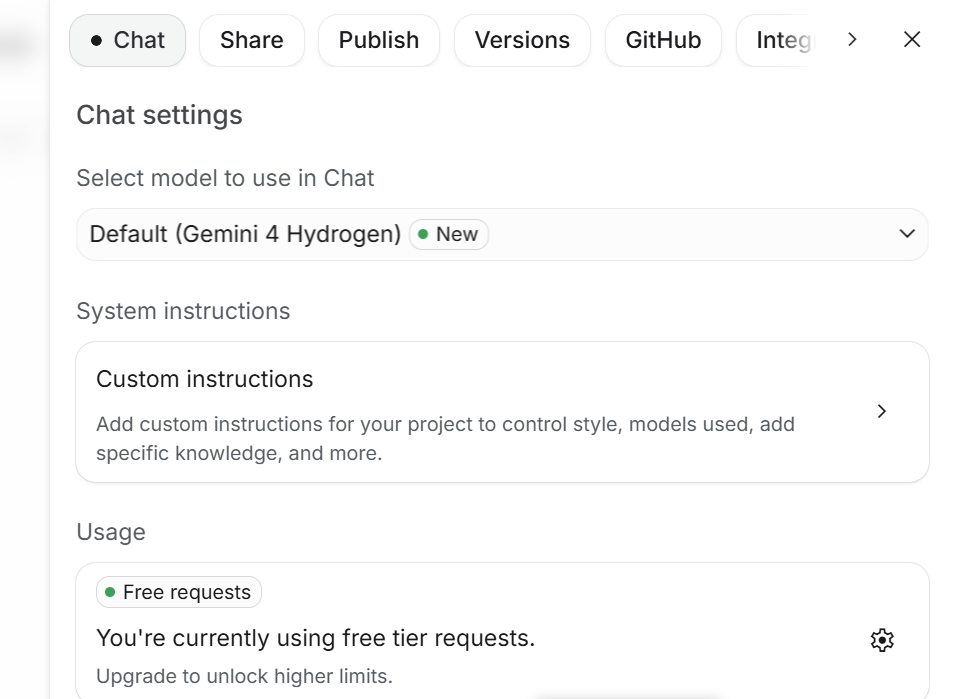 Chat
Share
Publish
Versions
GitHub
Integ
Chat settings
Select model to use in Chat
Default (Gemini 4 Hydrogen)
New
System instructions
Custom instructions
Add custom instructions for your project to control style, models used, add
specific knowledge, and more.
Usage
Free requests
You're currently using free tier requests.
Upgrade to unlock higher limits.